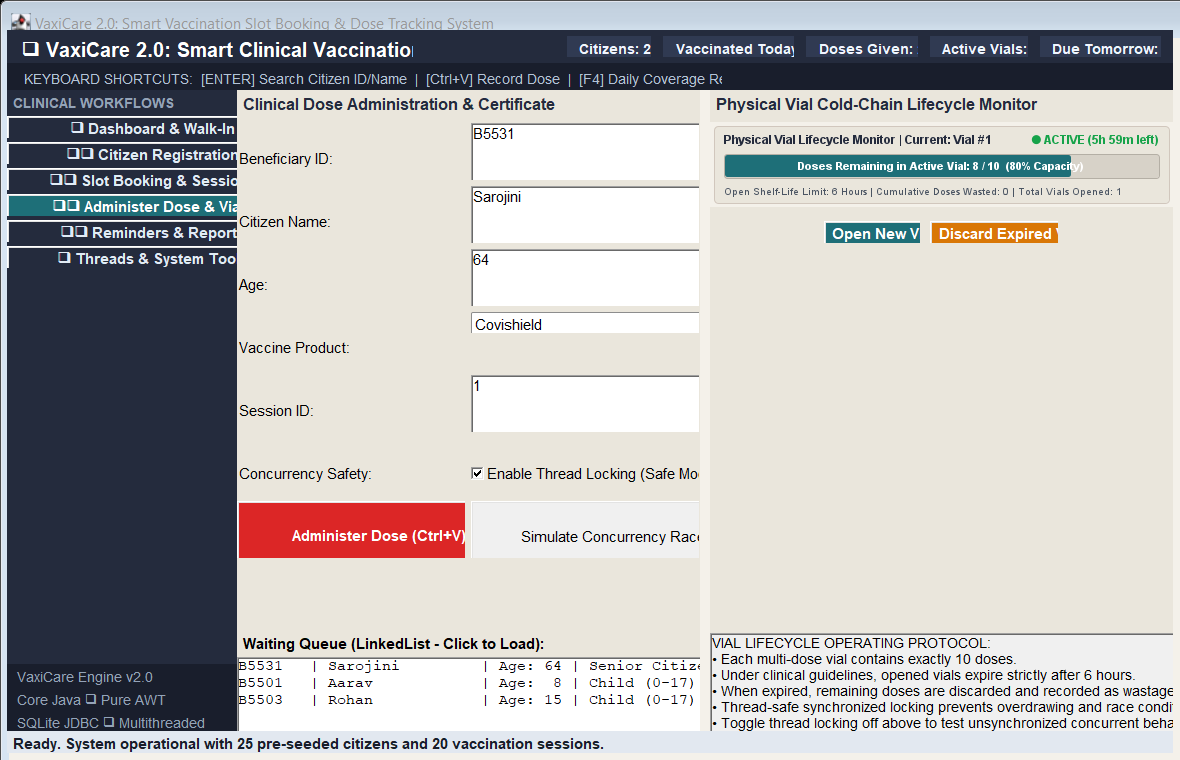 VaxiCare 2.0: Smart Vaccination Slot Booking & Dose Tracking System
❏ VaxiCare 2.0: Smart Clinical Vaccinatio
Citizens: 2
Vaccinated Today
Doses Given:
Active Vials:
Due Tomorrow:
KEYBOARD SHORTCUTS: [ENTER] Search Citizen ID/Name | [Ctrl+V] Record Dose | [F4] Daily Coverage Re
CLINICAL WORKFLOWS
❏ Dashboard & Walk-In
❏❏ Citizen Registration
❏❏ Slot Booking & Sessio
❏❏ Administer Dose & Via
❏❏ Reminders & Report
❏ Threads & System Too
VaxiCare Engine v2.0
Core Java ❏ Pure AWT
SQLite JDBC ❏ Multithreaded
Clinical Dose Administration & Certificate
Beneficiary ID:
B5531
Citizen Name:
Sarojini
Age:
64
Vaccine Product:
Covishield
Session ID:
1
Concurrency Safety:
Enable Thread Locking (Safe Mo
Administer Dose (Ctrl+V)
Simulate Concurrency Race
Waiting Queue (LinkedList - Click to Load):
B5531 | Sarojini | Age: 64 | Senior Citize
B5501 | Aarav | Age: 8 | Child (0-17)
B5503 | Rohan | Age: 15 | Child (0-17)
Physical Vial Cold-Chain Lifecycle Monitor
Physical Vial Lifecycle Monitor | Current: Vial #1
● ACTIVE (5h 59m left)
Doses Remaining in Active Vial: 8 / 10 (80% Capacity)
Open Shelf-Life Limit: 6 Hours | Cumulative Doses Wasted: 0 | Total Vials Opened: 1
Open New V
Discard Expired V
VIAL LIFECYCLE OPERATING PROTOCOL:
• Each multi-dose vial contains exactly 10 doses.
• Under clinical guidelines, opened vials expire strictly after 6 hours.
• When expired, remaining doses are discarded and recorded as wastage
• Thread-safe synchronized locking prevents overdrawing and race condi
• Toggle thread locking off above to test unsynchronized concurrent beha
Ready. System operational with 25 pre-seeded citizens and 20 vaccination sessions.